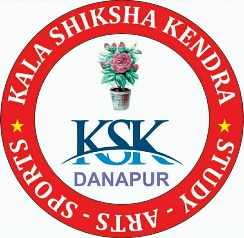 KALA SHIKSHA KENDRA
KSK
DANAPUR
STUDY - ARTS - SPORTS